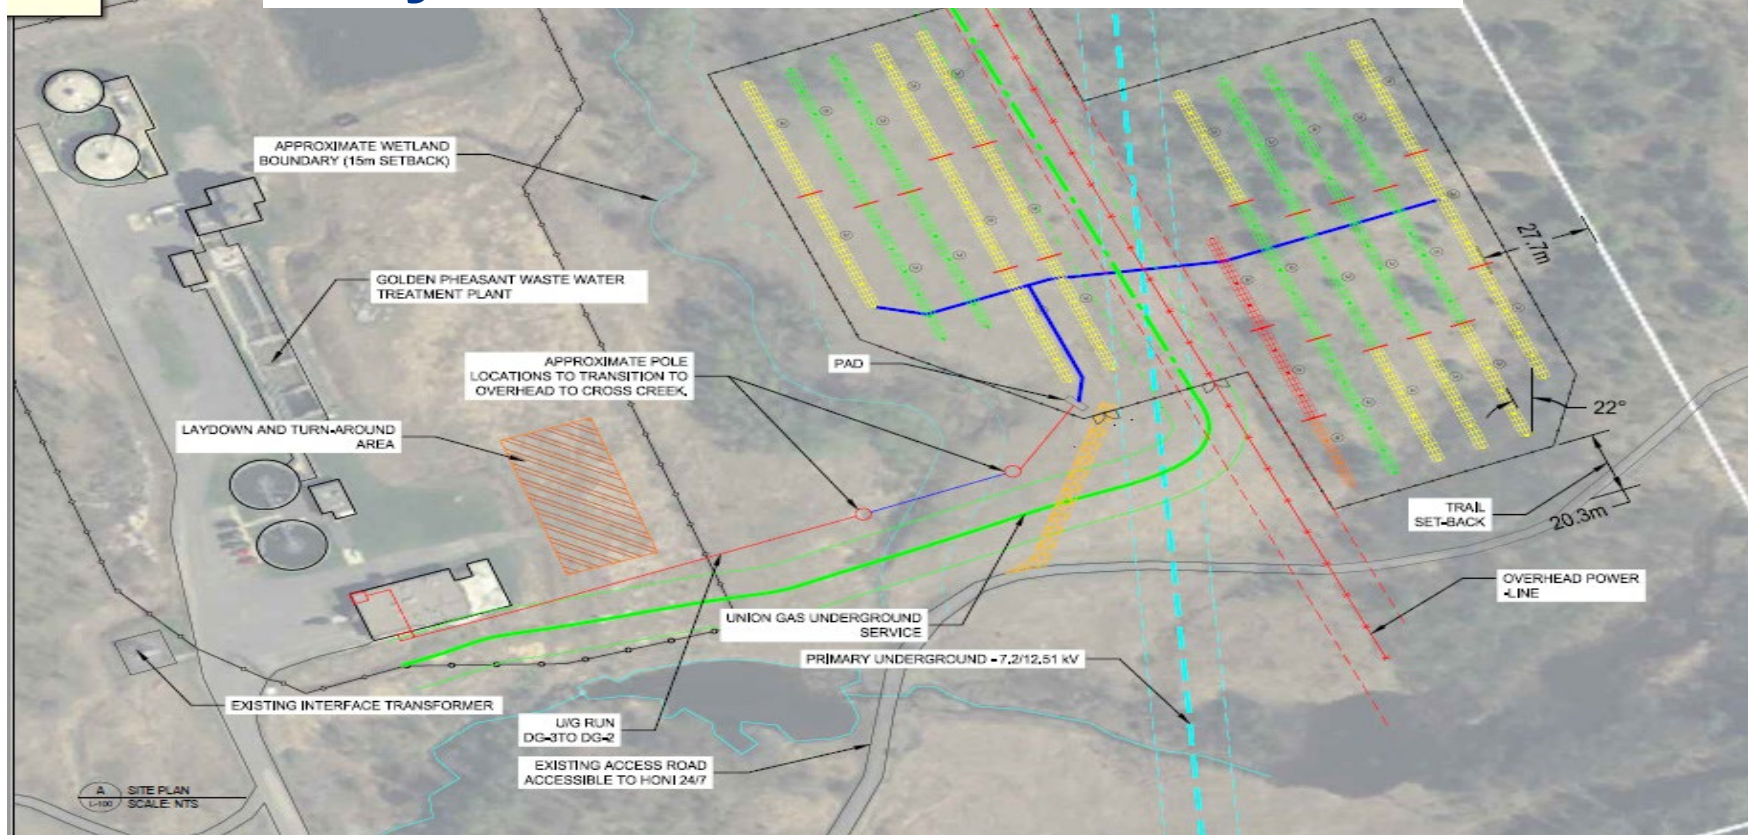 APPROXIMATE WETLAND
BOUNDARY (15m SETBACK)
27.7m
GOLDEN PHEASANT WASTE WATER
TREATMENT PLANT
APPROXIMATE POLE
LOCATIONS TO TRANSITION TO
OVERHEAD TO CROSS CREEK.
PAD
22°
LAYDOWN AND TURN-AROUND
AREA
TRAIL
SET-BACK
20.3m
OVERHEAD POWER
-LINE
UNION GAS UNDERGROUND
SERVICE
PRIMARY UNDERGROUND - 7.2/12.51 kV
EXISTING INTERFACE TRANSFORMER
U/G RUN
DG-3TO DG-2
EXISTING ACCESS ROAD
ACCESSIBLE TO HONI 24/7
A
L-100
SITE PLAN
SCALE: NTS